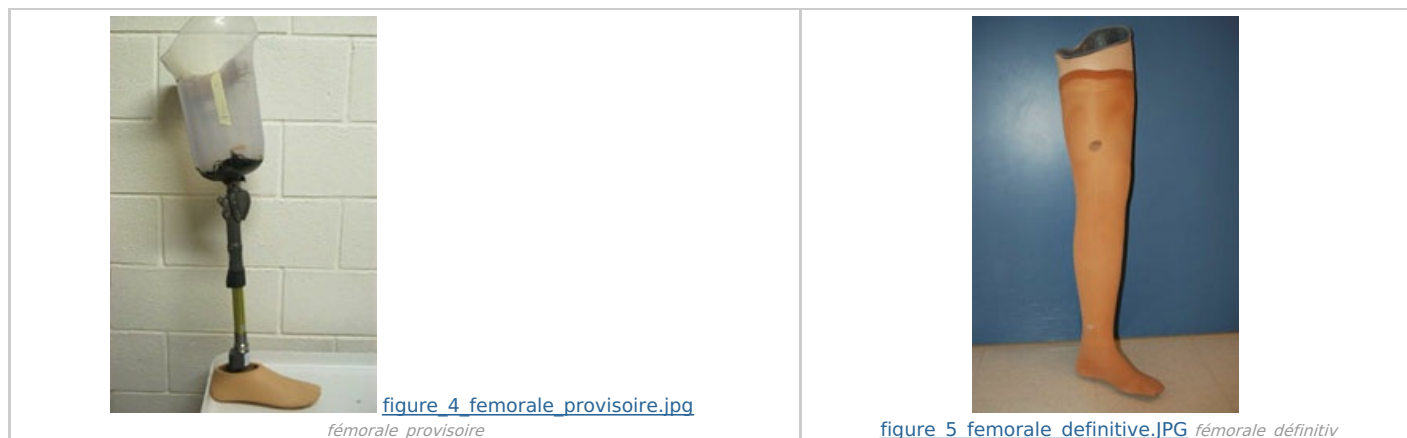 figure_4_femorale_provisoire.jpg
fémorale provisoire
figure_5_femorale_definitive.JPG fémorale définitiv